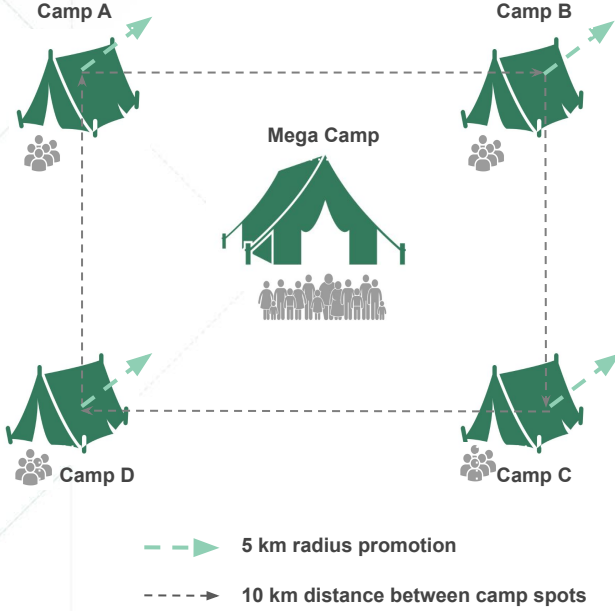 Camp A
Camp B
Mega Camp
Camp D
Camp C
5 km radius promotion
10 km distance between camp spots